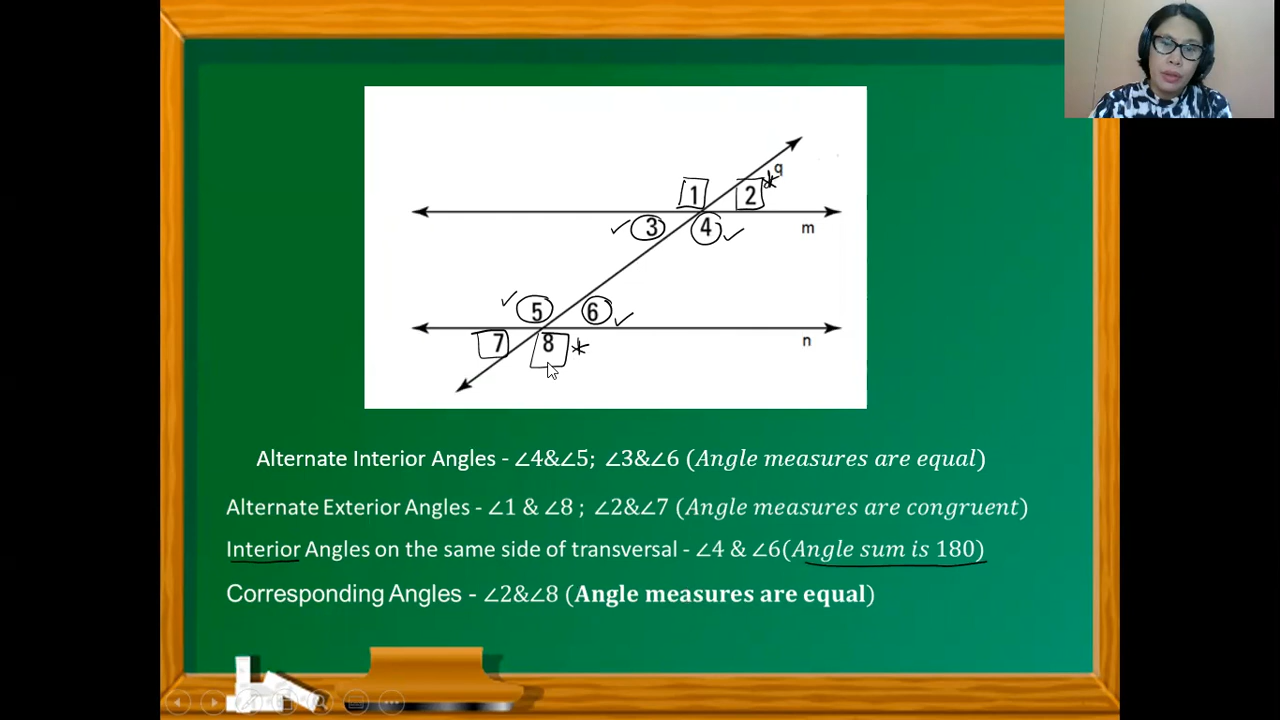 q
1 2*
✓ 3 4 ✓
m
✓ 5 6 ✓
n
7 8 *
Alternate Interior Angles - ∠4&∠5; ∠3&∠6 (Angle measures are equal)
Alternate Exterior Angles - ∠1 & ∠8 ; ∠2&∠7 (Angle measures are congruent)
Interior Angles on the same side of transversal - ∠4 & ∠6(Angle sum is 180)
Corresponding Angles - ∠2&∠8 (Angle measures are equal)